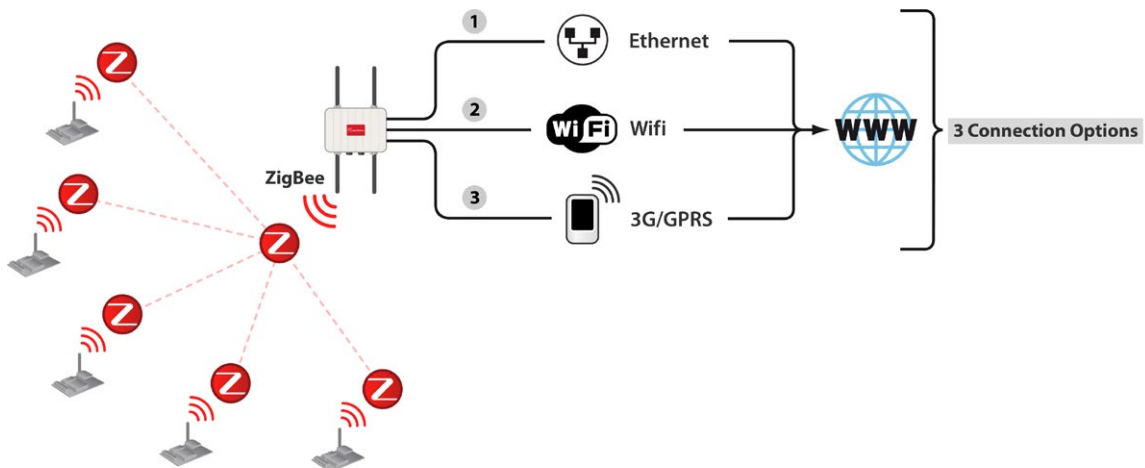 1
Ethernet
2
WiFi
Wifi
WWW
3 Connection Options
ZigBee
3
3G/GPRS
Z
Z
Z
Z
Z
Z